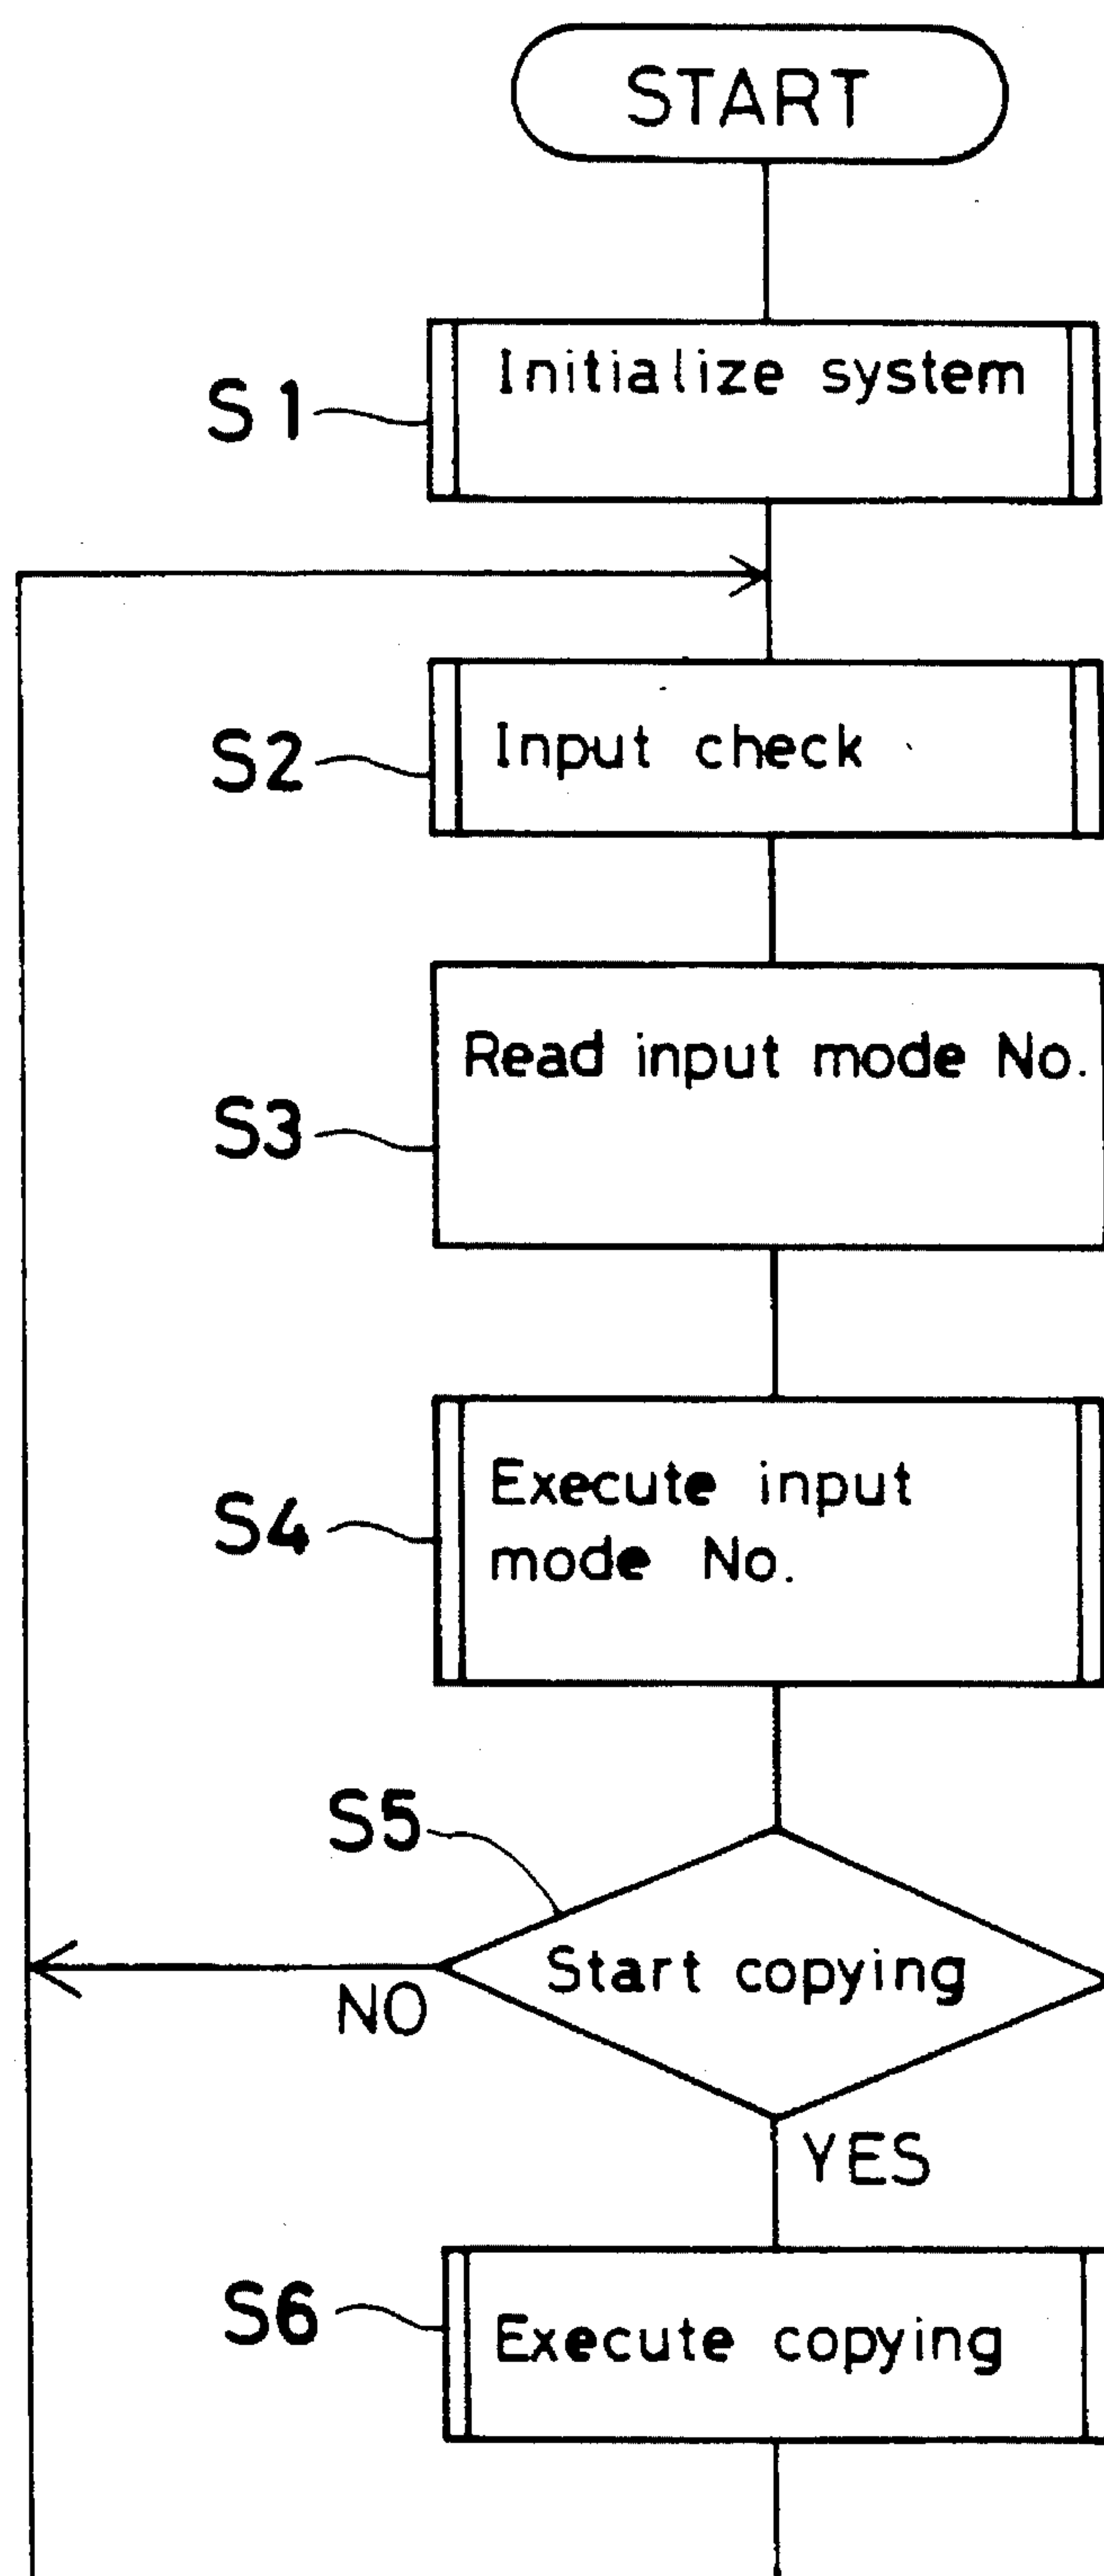 START
S1
Initialize system
S2
Input check
S3
Read input mode No.
S4
Execute input
mode No.
S5
Start copying
NO
YES
S6
Execute copying